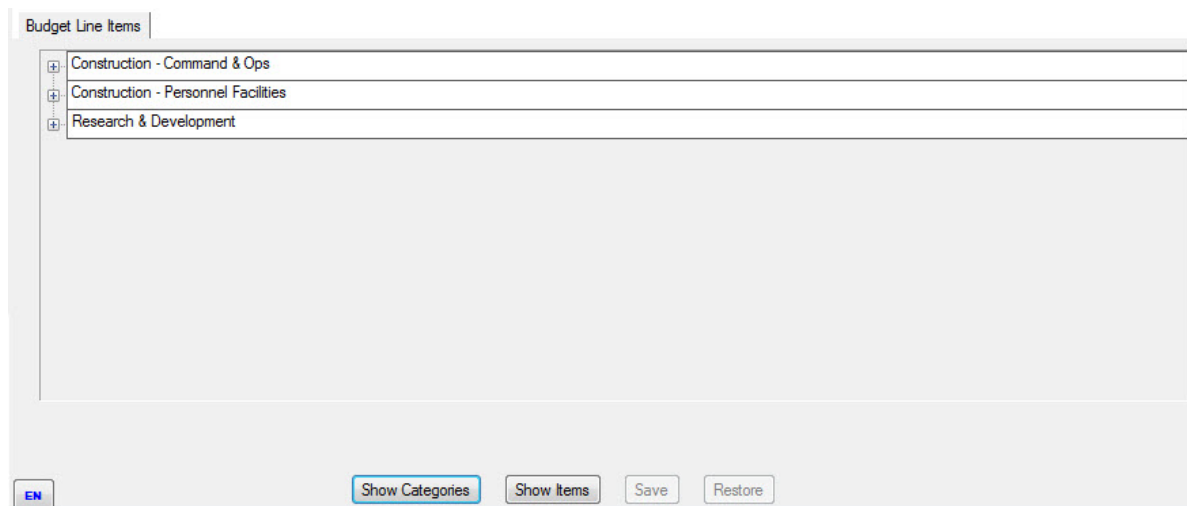 Budget Line Items
Construction - Command & Ops
Construction - Personnel Facilities
Research & Development
EN
Show Categories
Show Items
Save
Restore